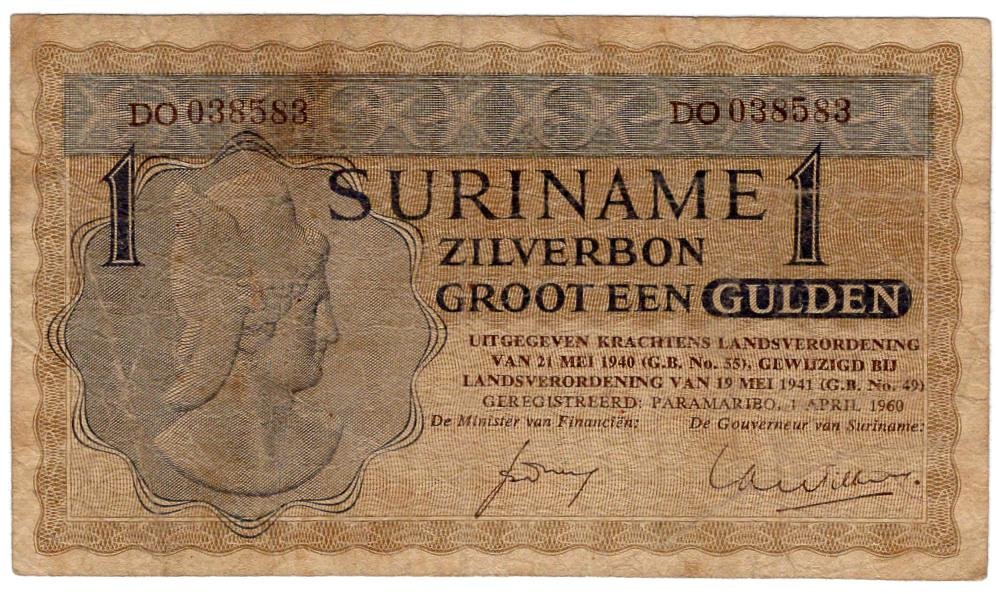 DO 038583 DO 038583
1 SURINAME 1
ZILVERBON
GROOT EEN GULDEN
UITGEGEVEN KRACHTENS LANDSVERORDENING
VAN 21 MEI 1940 (G.B. No. 55), GEWIJZIGD BIJ
LANDSVERORDENING VAN 19 MEI 1941 (G.B. No. 49)
GEREGISTREERD: PARAMARIBO, 1 APRIL 1960
De Minister van Financiën: De Gouverneur van Suriname: